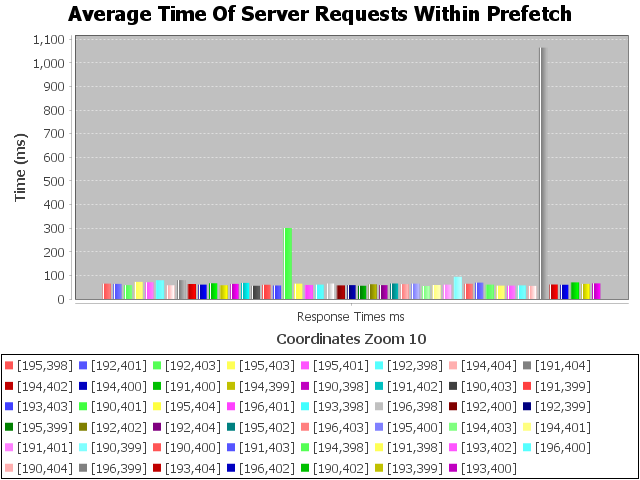 Average Time Of Server Requests Within Prefetch
1,100
1,000
900
800
700
600
500
400
300
200
100
0
Time (ms)
Response Times ms
Coordinates Zoom 10
[195,398] [192,401] [192,403] [195,403] [195,401] [192,398] [194,404] [191,404]
[194,402] [194,400] [191,400] [194,399] [190,398] [191,402] [190,403] [191,399]
[193,403] [190,401] [195,404] [196,401] [193,398] [196,398] [192,400] [192,399]
[195,399] [192,402] [192,404] [195,402] [196,403] [195,400] [194,403] [194,401]
[191,401] [190,399] [190,400] [191,403] [194,398] [191,398] [193,402] [196,400]
[190,404] [196,399] [193,404] [196,402] [190,402] [193,399] [193,400]